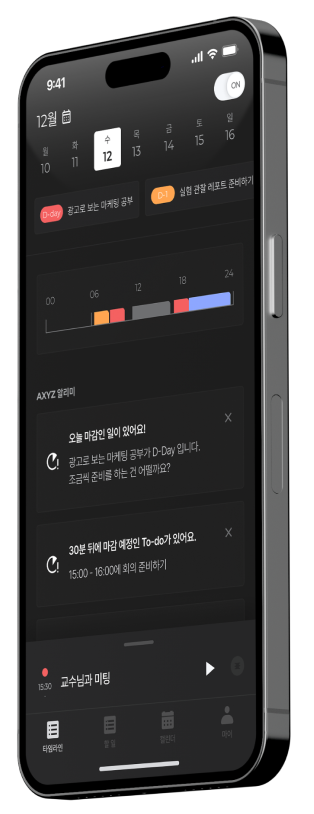 9:41
12월
ON
월 화 수 목 금 토 일
10 11 12 13 14 15 16
D-day 광고로 보는 마케팅 공부
D-1 실험 관찰 레포트 준비하기
00 06 12 18 24
AXYZ 알리미
오늘 마감인 일이 있어요!
X
광고로 보는 마케팅 공부가 D-Day 입니다.
조금씩 준비를 하는 건 어떨까요?
30분 뒤에 마감 예정인 To-do가 있어요.
X
15:00 - 16:00에 회의 준비하기
교수님과 미팅
15:30
타임라인 할 일 캘린더 마이